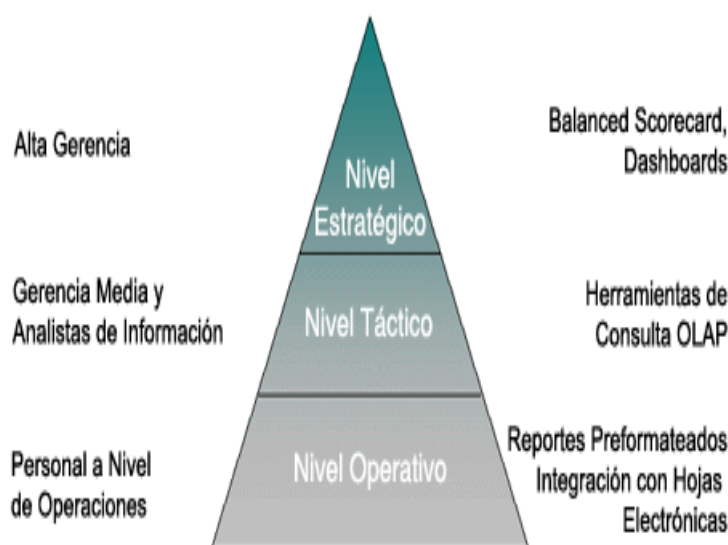 Alta Gerencia
Nivel
Estratégico
Balanced Scorecard,
Dashboards
Gerencia Media y
Analistas de Información
Nivel Táctico
Herramientas de
Consulta OLAP
Personal a Nivel
de Operaciones
Nivel Operativo
Reportes Preformateados
Integración con Hojas
Electrónicas